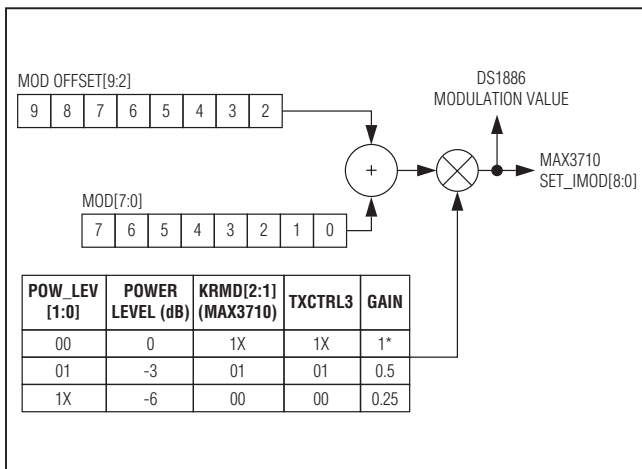 MOD OFFSET[9:2]
9 8 7 6 5 4 3 2
DS1886
MODULATION VALUE
+
MAX3710
SET_IMOD[8:0]
MOD[7:0]
7 6 5 4 3 2 1 0
POW_LEV [1:0] POWER LEVEL (dB) KRMD[2:1] (MAX3710) TXCTRL3 GAIN
00 0 1X 1X 1*
01 -3 01 01 0.5
1X -6 00 00 0.25